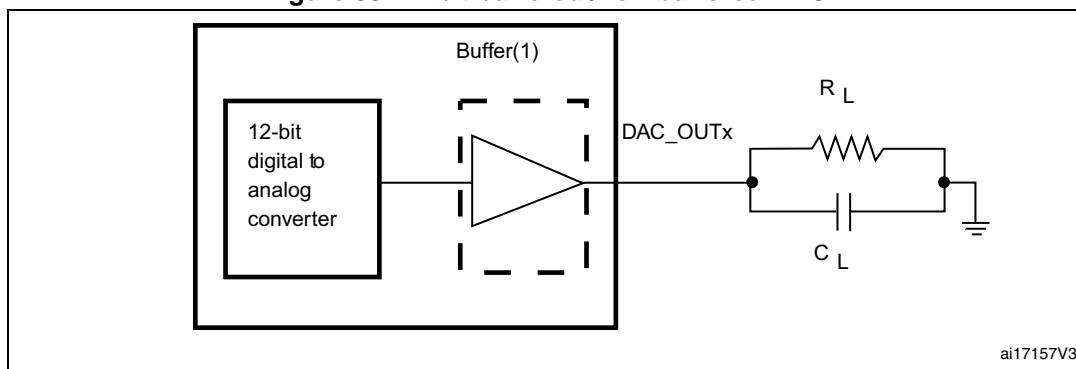 Buffer(1)
R L
12-bit
digital to
analog
converter
DAC_OUTx
C L
ai17157V3